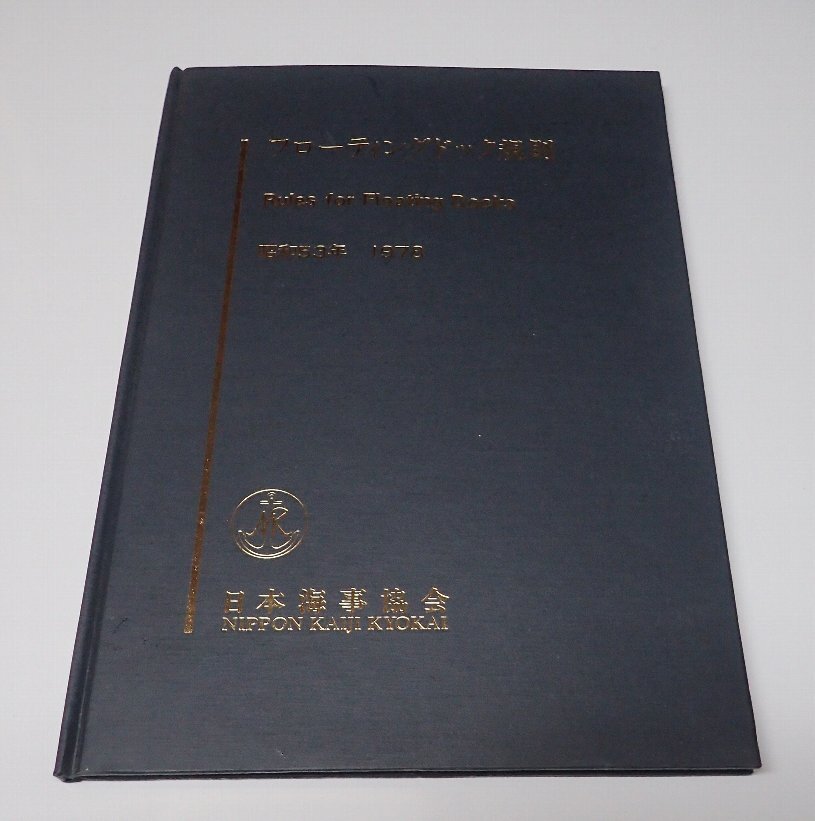 フローティングドック規則
Rules for Floating Docks
昭和53年 1978
NK
日本海事協会
NIPPON KAIJI KYOKAI